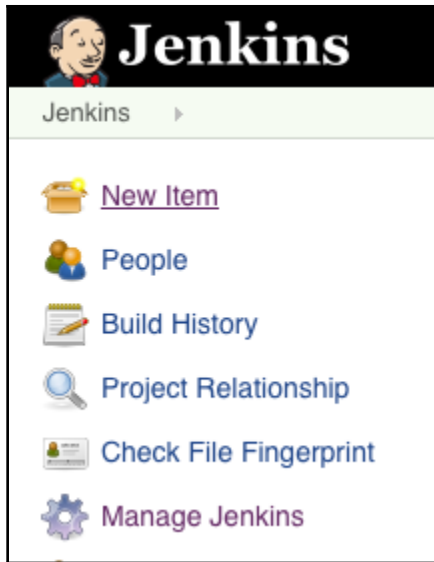 Jenkins
Jenkins
New Item
People
Build History
Project Relationship
Check File Fingerprint
Manage Jenkins